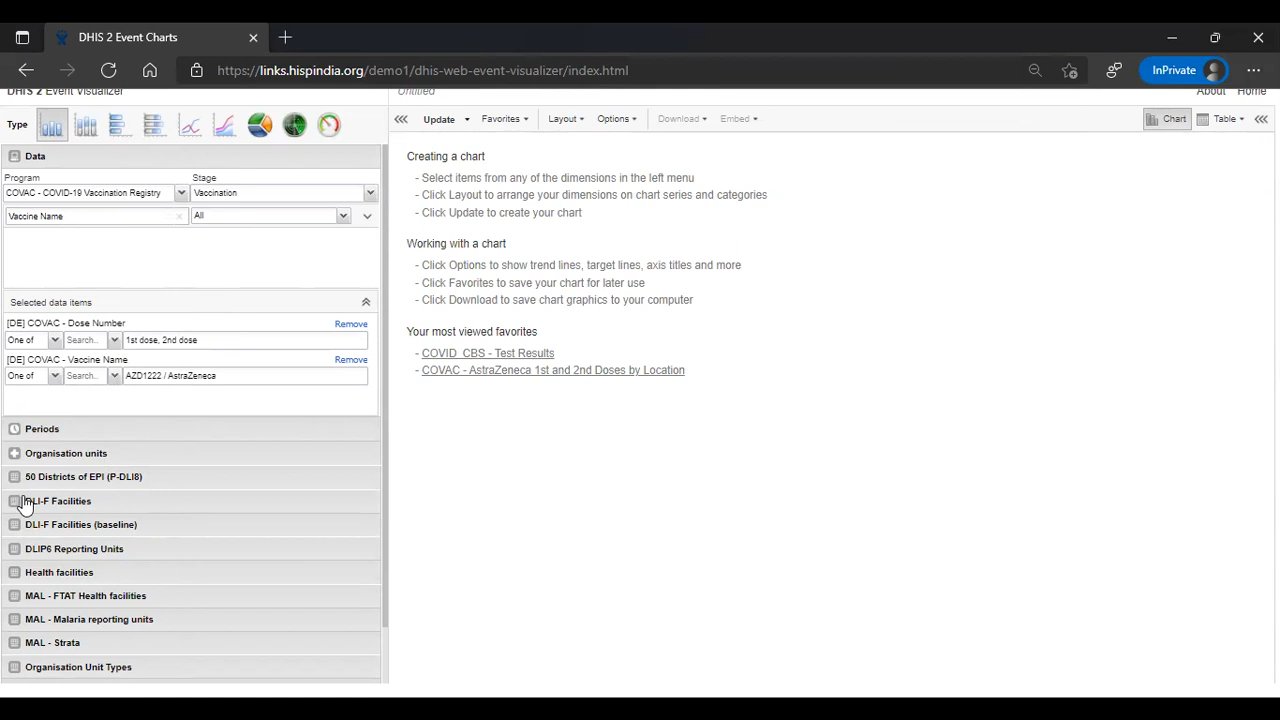 DHIS 2 Event Charts
https://links.hispindia.org/demo1/dhis-web-event-visualizer/index.html
InPrivate
DHIS 2 Event Visualizer
Untitled
About Home
Type
Update Favorites Layout Options Download Embed Chart Table
Data
Program Stage
COVAC - COVID-19 Vaccination Registry Vaccination
Vaccine Name All
Selected data items
[DE] COVAC - Dose Number Remove
One of Search.. 1st dose, 2nd dose
[DE] COVAC - Vaccine Name Remove
One of Search.. AZD1222 / AstraZeneca
Periods
Organisation units
50 Districts of EPI (P-DLI8)
DLI-F Facilities
DLI-F Facilities (baseline)
DLIP6 Reporting Units
Health facilities
MAL - FTAT Health facilities
MAL - Malaria reporting units
MAL - Strata
Organisation Unit Types
Creating a chart
- Select items from any of the dimensions in the left menu
- Click Layout to arrange your dimensions on chart series and categories
- Click Update to create your chart
Working with a chart
- Click Options to show trend lines, target lines, axis titles and more
- Click Favorites to save your chart for later use
- Click Download to save chart graphics to your computer
Your most viewed favorites
- COVID_CBS - Test Results
- COVAC - AstraZeneca 1st and 2nd Doses by Location